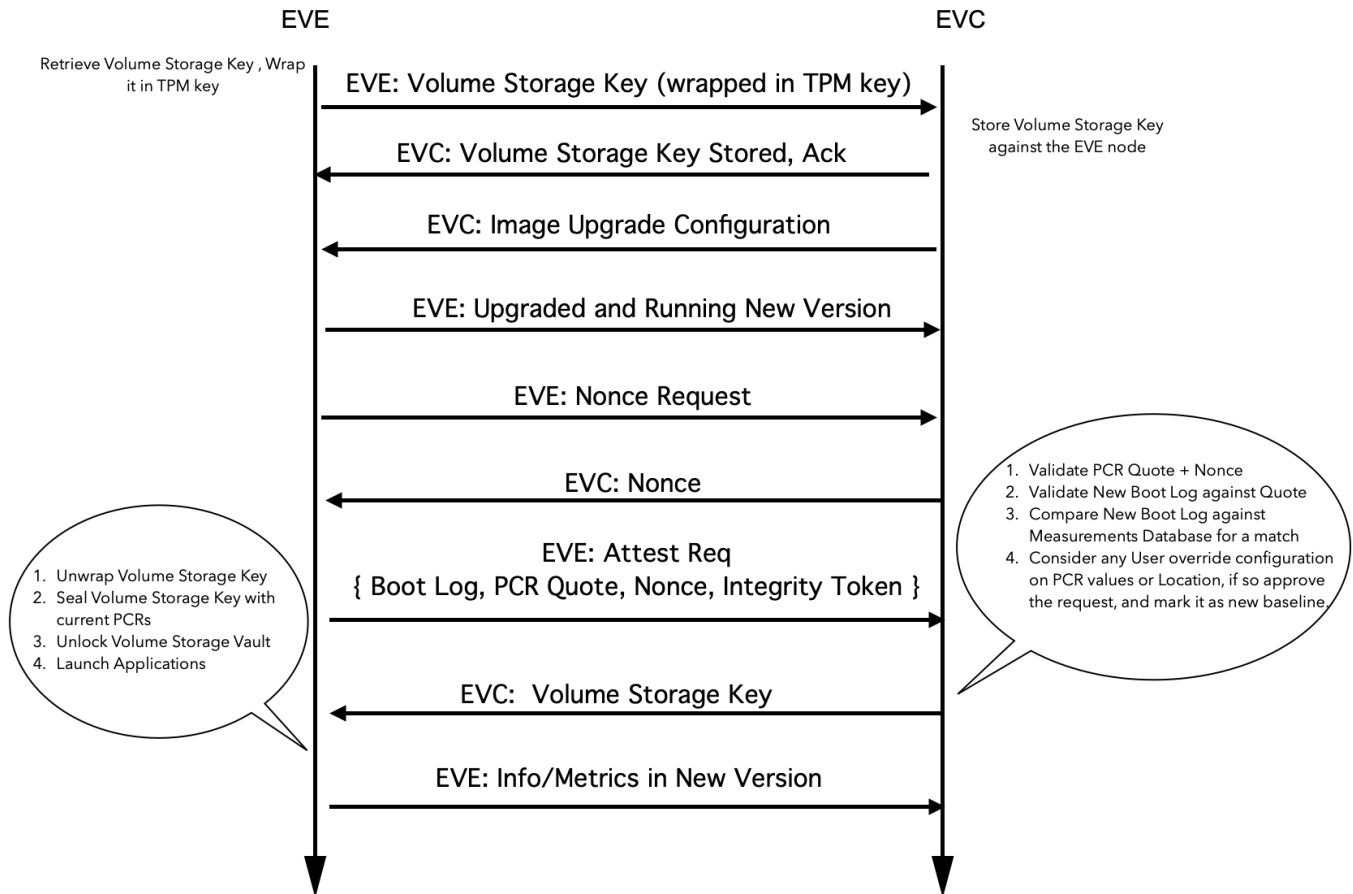 EVE
EVC
Retrieve Volume Storage Key , Wrap
it in TPM key
EVE: Volume Storage Key (wrapped in TPM key)
Store Volume Storage Key
against the EVE node
EVC: Volume Storage Key Stored, Ack
EVC: Image Upgrade Configuration
EVE: Upgraded and Running New Version
EVE: Nonce Request
EVC: Nonce
1. Validate PCR Quote + Nonce
2. Validate New Boot Log against Quote
3. Compare New Boot Log against
Measurements Database for a match
4. Consider any User override configuration
on PCR values or Location, if so approve
the request, and mark it as new baseline.
EVE: Attest Req
{ Boot Log, PCR Quote, Nonce, Integrity Token }
1. Unwrap Volume Storage Key
2. Seal Volume Storage Key with
current PCRs
3. Unlock Volume Storage Vault
4. Launch Applications
EVC: Volume Storage Key
EVE: Info/Metrics in New Version